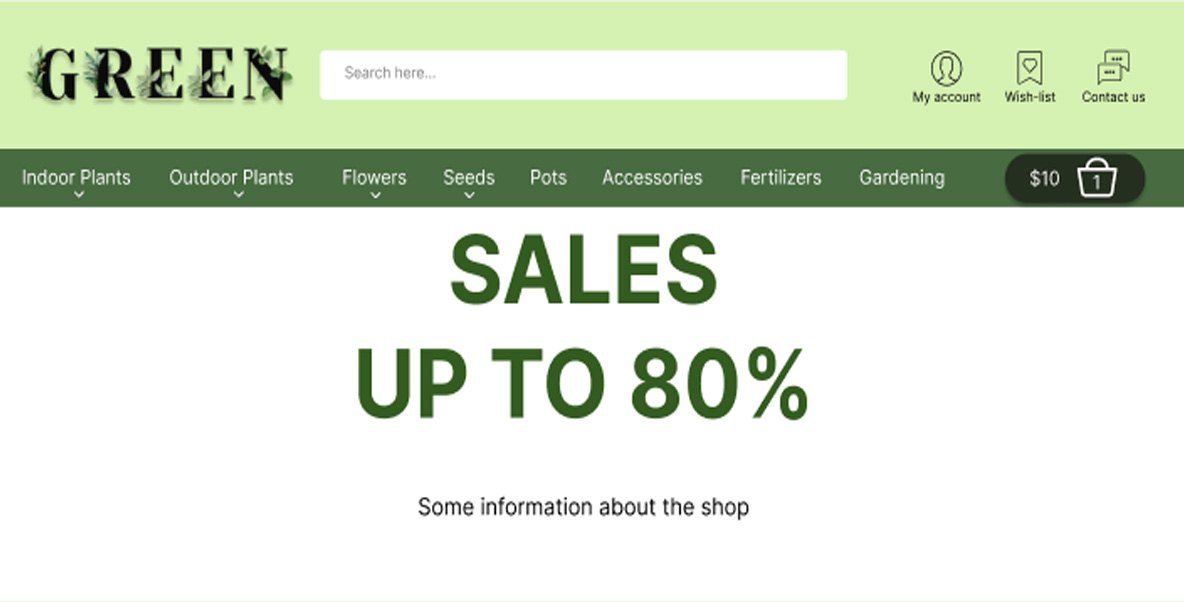 GREEN
Search here...
My account Wish-list Contact us
Indoor Plants Outdoor Plants Flowers Seeds Pots Accessories Fertilizers Gardening $10 1
SALES
UP TO 80%
Some information about the shop